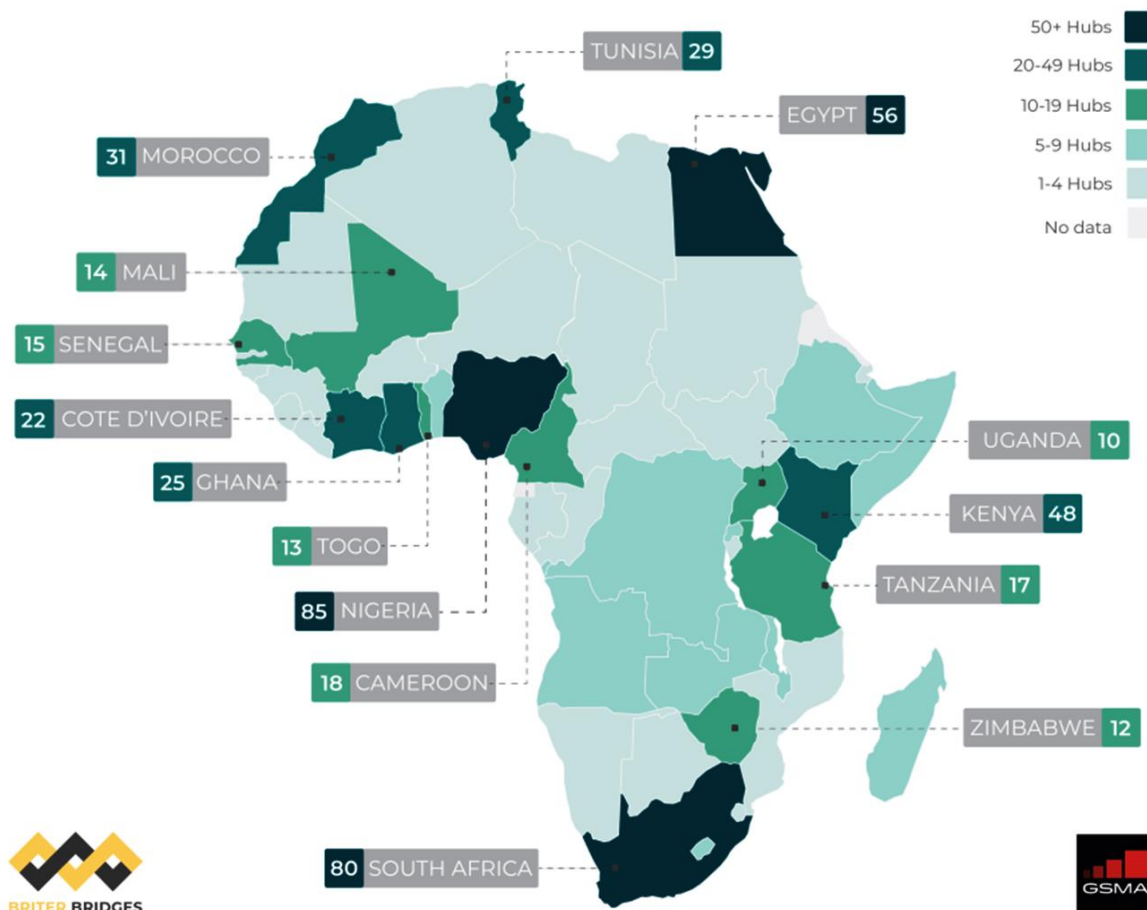 50+ Hubs
20-49 Hubs
10-19 Hubs
5-9 Hubs
1-4 Hubs
No data
TUNISIA 29
EGYPT 56
31 MOROCCO
14 MALI
15 SENEGAL
22 COTE D'IVOIRE
25 GHANA
13 TOGO
85 NIGERIA
18 CAMEROON
80 SOUTH AFRICA
UGANDA 10
KENYA 48
TANZANIA 17
ZIMBABWE 12
BRITER BRIDGES
GSMA